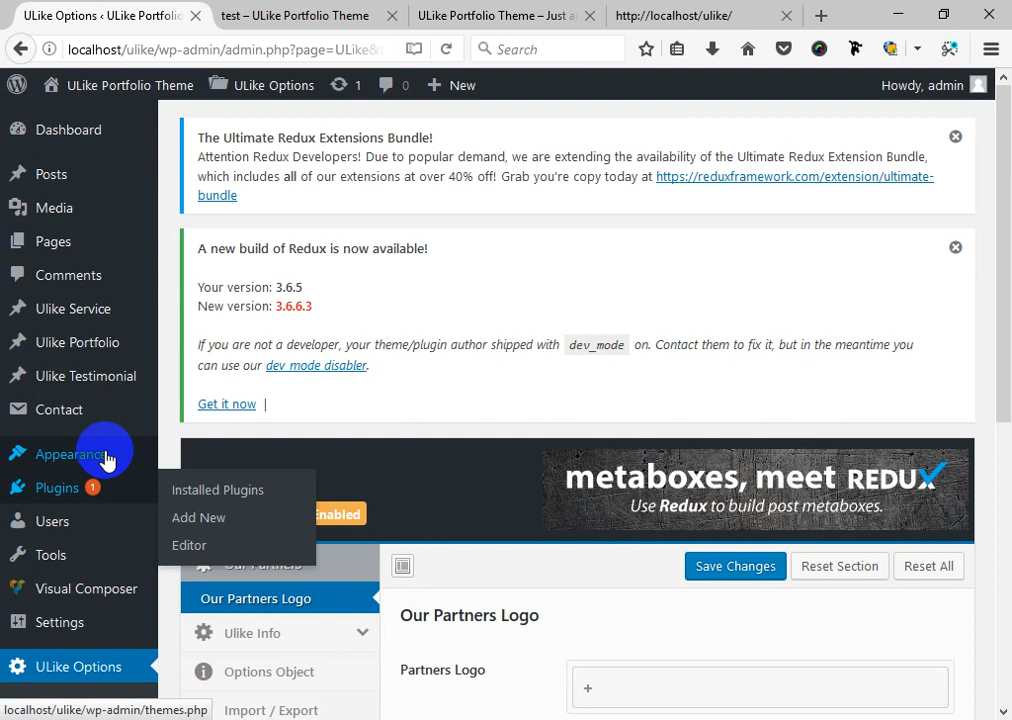 ULike Options ‹ ULike Portfolio
test – ULike Portfolio Theme
ULike Portfolio Theme – Just a
http://localhost/ulike/
localhost/ulike/wp-admin/admin.php?page=ULike&
Search
ULike Portfolio Theme
ULike Options
1
0
New
Howdy, admin
Dashboard
Posts
Media
Pages
Comments
Ulike Service
Ulike Portfolio
Ulike Testimonial
Contact
Appearance
Plugins 1
Users
Tools
Visual Composer
Settings
ULike Options
Installed Plugins
Add New
Editor
The Ultimate Redux Extensions Bundle!
Attention Redux Developers! Due to popular demand, we are extending the availability of the Ultimate Redux Extension Bundle,
which includes all of our extensions at over 40% off! Grab you're copy today at https://reduxframework.com/extension/ultimate-
bundle
A new build of Redux is now available!
Your version: 3.6.5
New version: 3.6.6.3
If you are not a developer, your theme/plugin author shipped with dev_mode on. Contact them to fix it, but in the meantime you
can use our dev mode disabler.
Get it now |
Enabled
metaboxes, meet REDUX
Use Redux to build post metaboxes.
Our Partners
Our Partners Logo
Ulike Info
Options Object
Import / Export
Save Changes
Reset Section
Reset All
Our Partners Logo
Partners Logo
+
localhost/ulike/wp-admin/themes.php